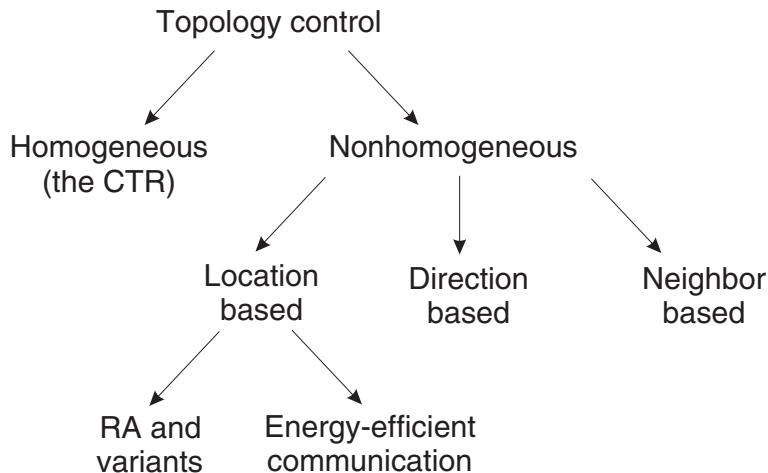 Topology control
Homogeneous
(the CTR)
Nonhomogeneous
Location
based
Direction
based
Neighbor
based
RA and
variants
Energy-efficient
communication